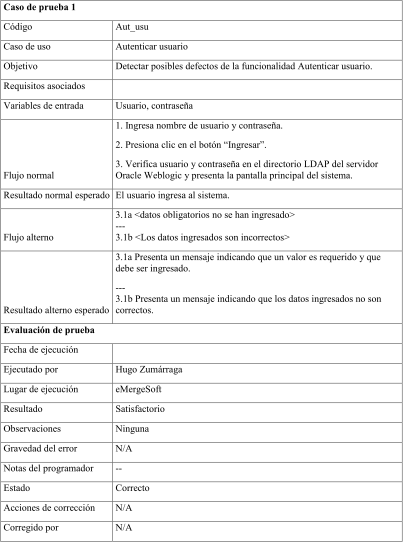 Caso de prueba 1
Código Aut_usu
Caso de uso Autenticar usuario
Objetivo Detectar posibles defectos de la funcionalidad Autenticar usuario.
Requisitos asociados
Variables de entrada Usuario, contraseña
1. Ingresa nombre de usuario y contraseña.
2. Presiona clic en el botón “Ingresar”.
3. Verifica usuario y contraseña en el directorio LDAP del servidor
Flujo normal Oracle Weblogic y presenta la pantalla principal del sistema.
Resultado normal esperado El usuario ingresa al sistema.
3.1a <datos obligatorios no se han ingresado>
---
Flujo alterno 3.1b <Los datos ingresados son incorrectos>
3.1a Presenta un mensaje indicando que un valor es requerido y que
debe ser ingresado.
---
3.1b Presenta un mensaje indicando que los datos ingresados no son
Resultado alterno esperado correctos.
Evaluación de prueba
Fecha de ejecución
Ejecutado por Hugo Zumárraga
Lugar de ejecución eMergeSoft
Resultado Satisfactorio
Observaciones Ninguna
Gravedad del error N/A
Notas del programador --
Estado Correcto
Acciones de corrección N/A
Corregido por N/A